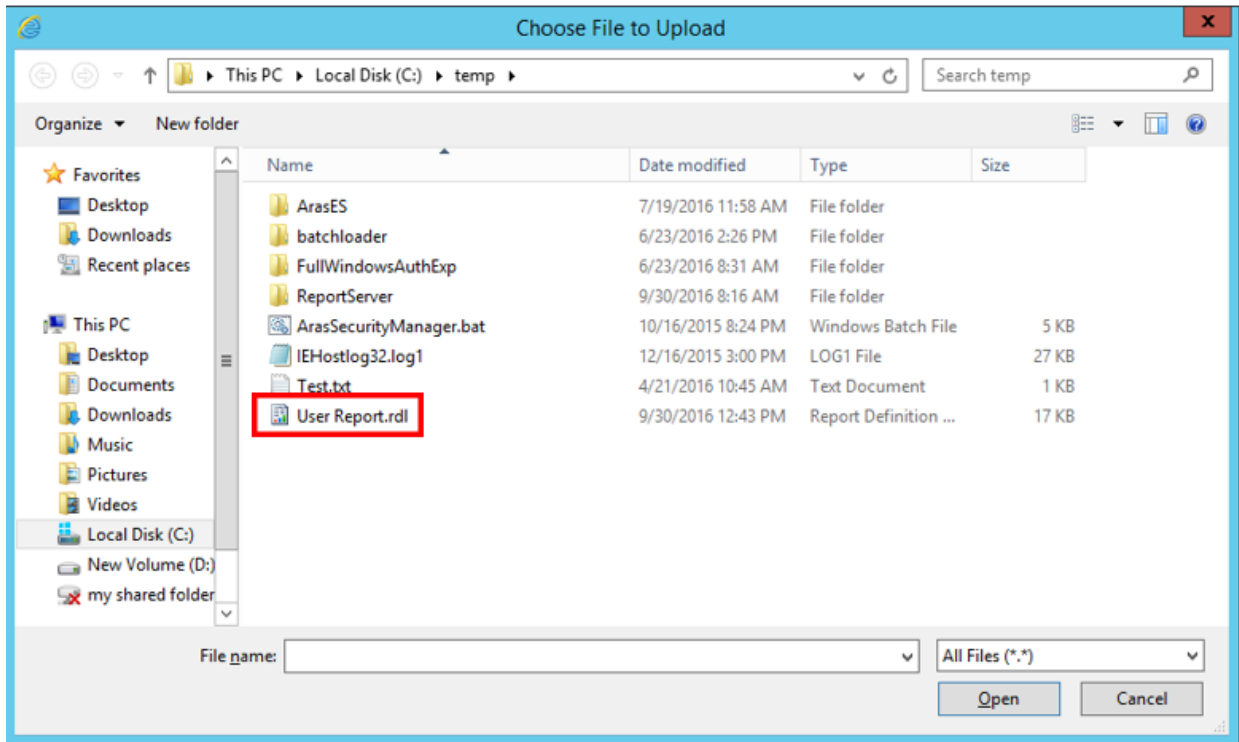 Choose File to Upload
x
This PC Local Disk (C:) temp
Search temp
Organize New folder
Name Date modified Type Size
Favorites
Desktop
Downloads
Recent places
This PC
Desktop
Documents
Downloads
Music
Pictures
Videos
Local Disk (C:)
New Volume (D:)
my shared folder
ArasES 7/19/2016 11:58 AM File folder
batchloader 6/23/2016 2:26 PM File folder
FullWindowsAuthExp 6/23/2016 8:31 AM File folder
ReportServer 9/30/2016 8:16 AM File folder
ArasSecurityManager.bat 10/16/2015 8:24 PM Windows Batch File 5 KB
IEHostlog32.log1 12/16/2015 3:00 PM LOG1 File 27 KB
Test.txt 4/21/2016 10:45 AM Text Document 1 KB
User Report.rdl 9/30/2016 12:43 PM Report Definition ... 17 KB
File name:
All Files (*.*)
Open Cancel